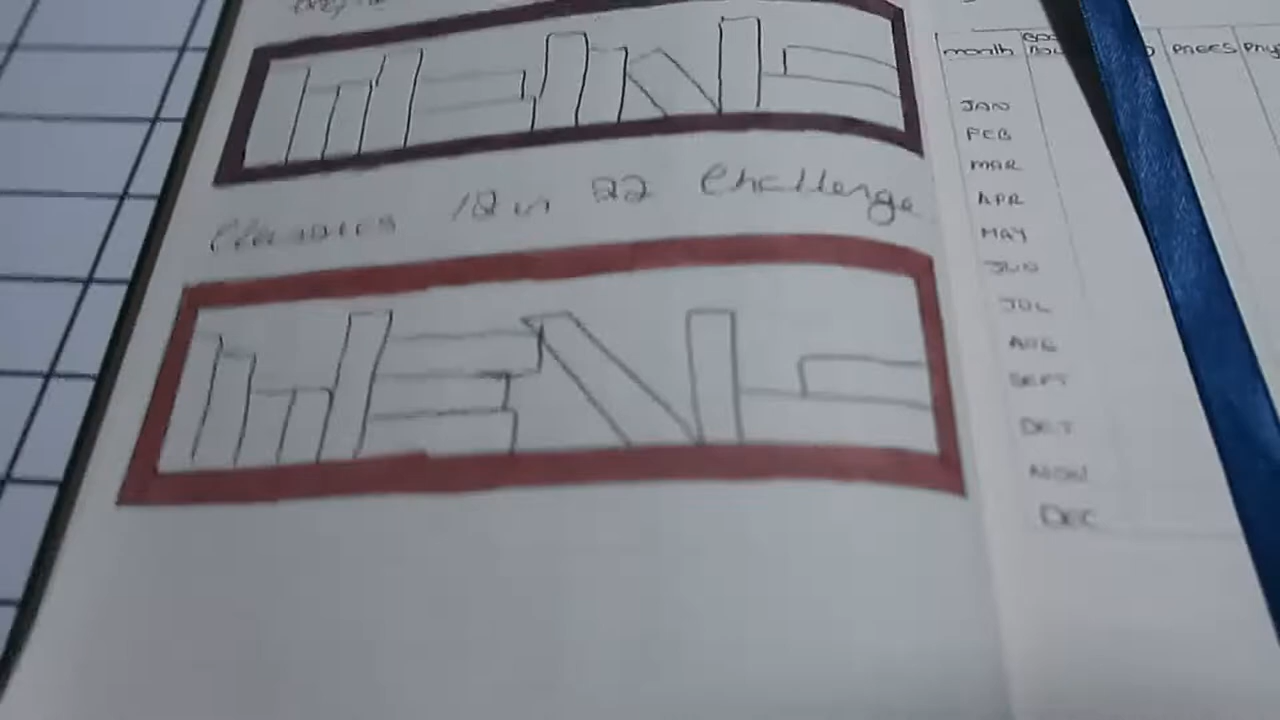 Classics 12 in 22 Challenge
month
PAGES
JAN
FEB
MAR
APR
MAY
JUN
JUL
AUG
SEPT
OCT
NOV
DEC